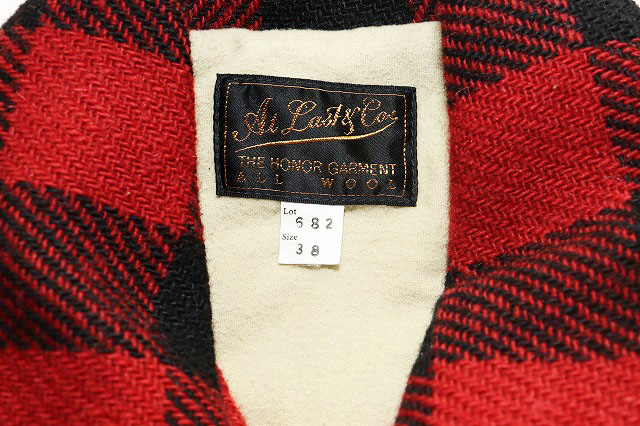 At Last & Co.
THE HONOR GARMENT
ALL WOOL
Lot
682
Size
38